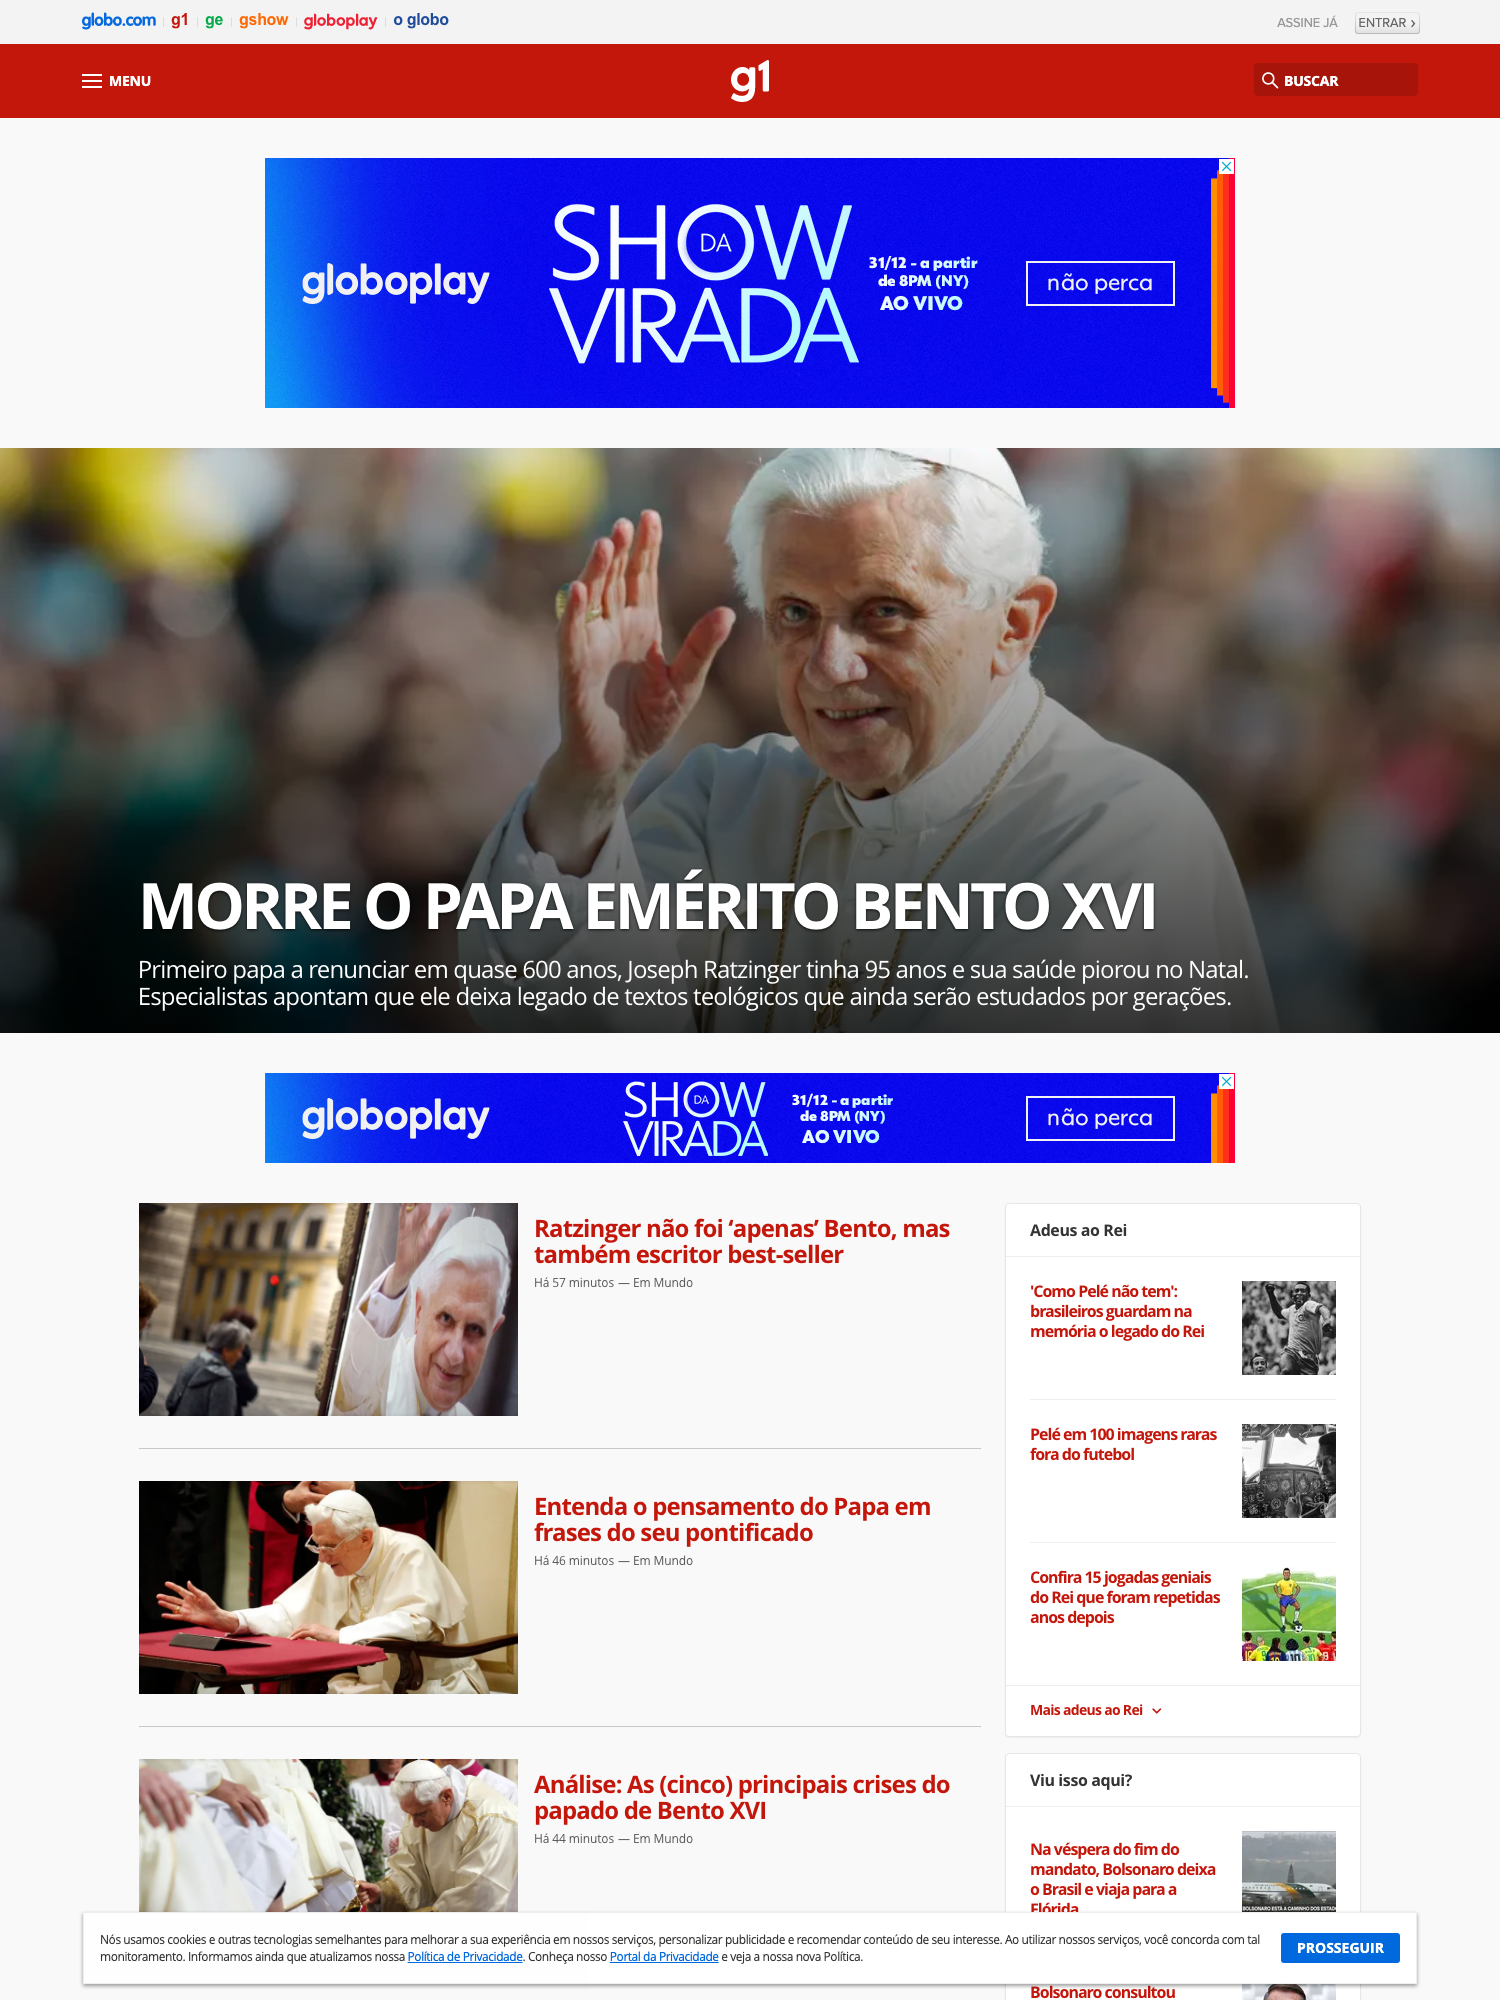 globo.com g1 ge gshow globoplay o globo
ASSINE JÁ ENTRAR ›
MENU
g1
BUSCAR
globoplay
SHOW
DA
VIRADA
31/12 - a partir
de 8PM (NY)
AO VIVO
não perca
MORRE O PAPA EMÉRITO BENTO XVI
Primeiro papa a renunciar em quase 600 anos, Joseph Ratzinger tinha 95 anos e sua saúde piorou no Natal.
Especialistas apontam que ele deixa legado de textos teológicos que ainda serão estudados por gerações.
globoplay
SHOW
DA
VIRADA
31/12 - a partir
de 8PM (NY)
AO VIVO
não perca
Ratzinger não foi ‘apenas’ Bento, mas
também escritor best-seller
Há 57 minutos — Em Mundo
Entenda o pensamento do Papa em
frases do seu pontificado
Há 46 minutos — Em Mundo
Análise: As (cinco) principais crises do
papado de Bento XVI
Há 44 minutos — Em Mundo
Adeus ao Rei
'Como Pelé não tem':
brasileiros guardam na
memória o legado do Rei
Pelé em 100 imagens raras
fora do futebol
Confira 15 jogadas geniais
do Rei que foram repetidas
anos depois
Mais adeus ao Rei
Viu isso aqui?
Na véspera do fim do
mandato, Bolsonaro deixa
o Brasil e viaja para a
Flórida
BOLSONARO ESTÁ A CAMINHO DOS ESTAD
Nós usamos cookies e outras tecnologias semelhantes para melhorar a sua experiência em nossos serviços, personalizar publicidade e recomendar conteúdo de seu interesse. Ao utilizar nossos serviços, você concorda com tal
monitoramento. Informamos ainda que atualizamos nossa Política de Privacidade. Conheça nosso Portal da Privacidade e veja a nossa nova Política.
PROSSEGUIR
Bolsonaro consultou